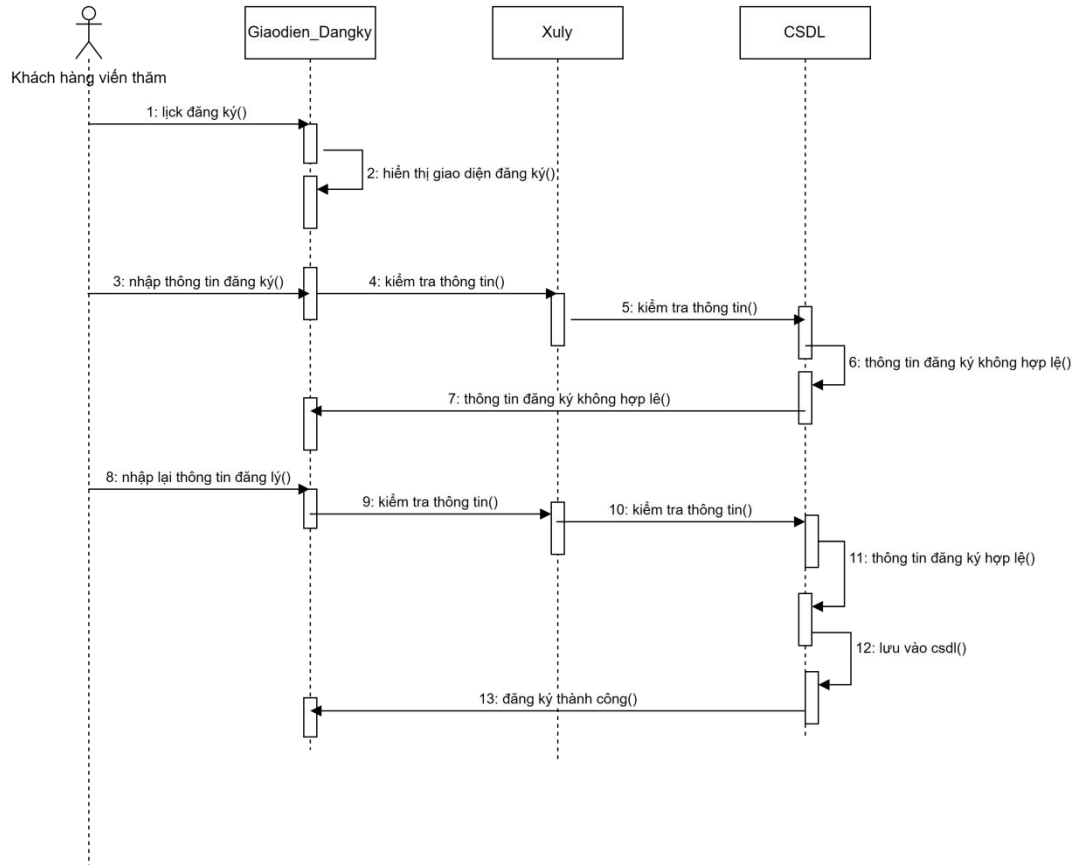 Giaodien_Dangky
Xuly
CSDL
Khách hàng viến thăm
1: lịck đăng ký()
2: hiển thị giao diện đăng ký()
3: nhập thông tin đăng ký()
4: kiểm tra thông tin()
5: kiểm tra thông tin()
6: thông tin đăng ký không hợp lệ()
7: thông tin đăng ký không hợp lê()
8: nhập lại thông tin đăng lý()
9: kiểm tra thông tin()
10: kiểm tra thông tin()
11: thông tin đăng ký hợp lệ()
12: lưu vào csdl()
13: đăng ký thành công()